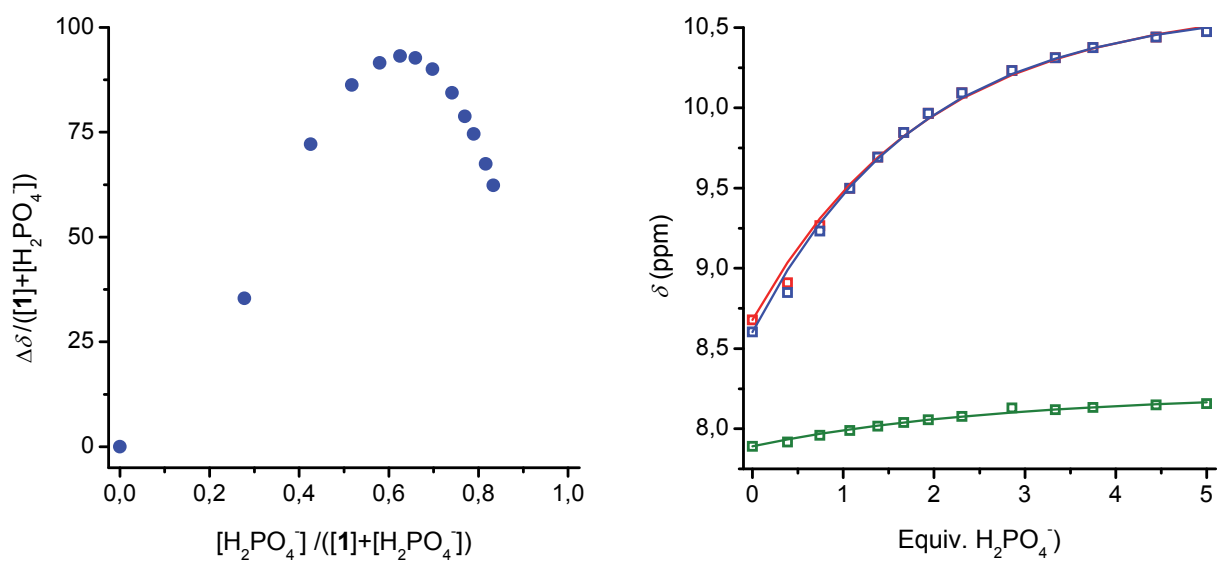 100
75
50
25
0
0,0 0,2 0,4 0,6 0,8 1,0
Δδ/([1]+[H₂PO₄⁻])
[H₂PO₄⁻] /([1]+[H₂PO₄⁻])
10,5
10,0
9,5
9,0
8,5
8,0
0 1 2 3 4 5
δ (ppm)
Equiv. H₂PO₄⁻)